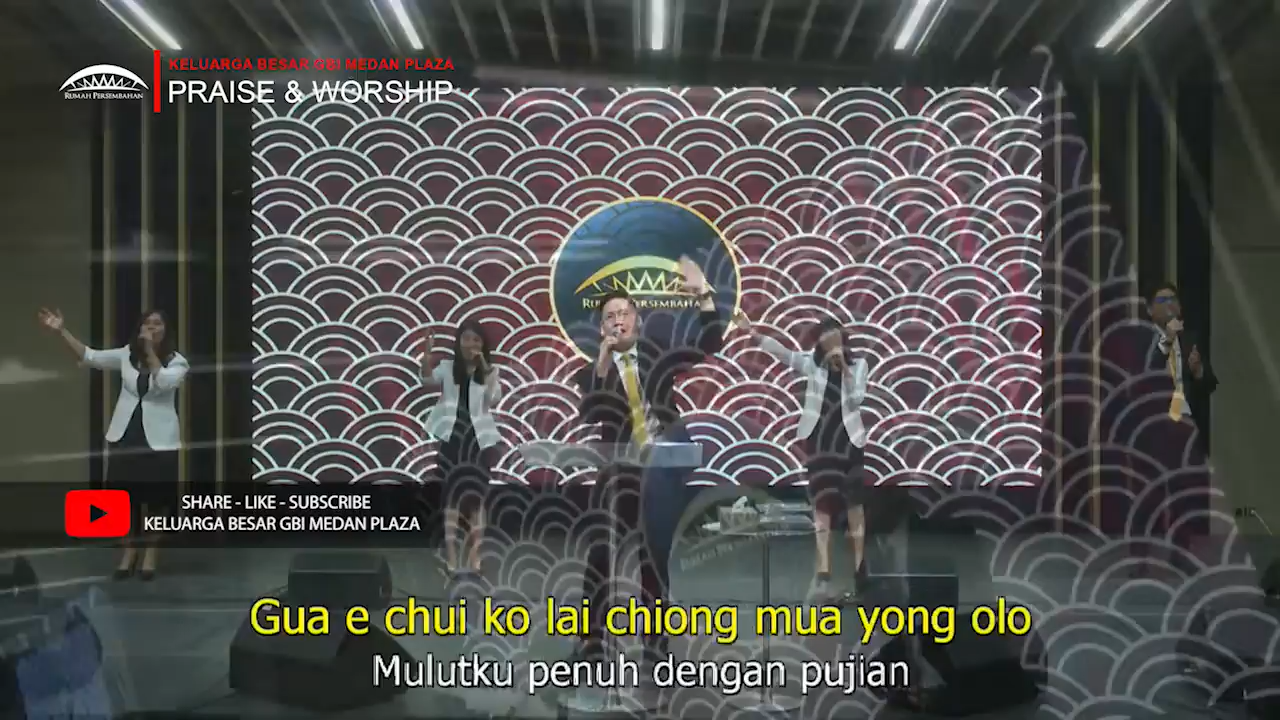 KELUARGA BESAR GBI MEDAN PLAZA
RUMAH PERSEMBAHAN
PRAISE & WORSHIP
RUMAH PERSEMBAHAN
SHARE - LIKE - SUBSCRIBE
KELUARGA BESAR GBI MEDAN PLAZA
Gua e chui ko lai chiong mua yong olo
Mulutku penuh dengan pujian